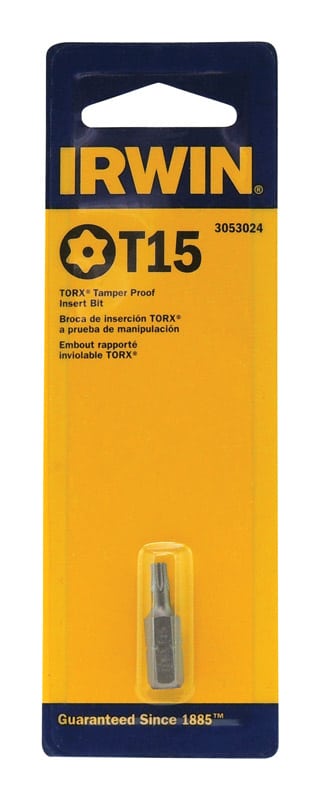 IRWIN®
3053024
T15
TORX® Tamper Proof
Insert Bit
Broca de inserción TORX®
a prueba de manipulación
Embout rapporté
inviolable TORX®
Guaranteed Since 1885™